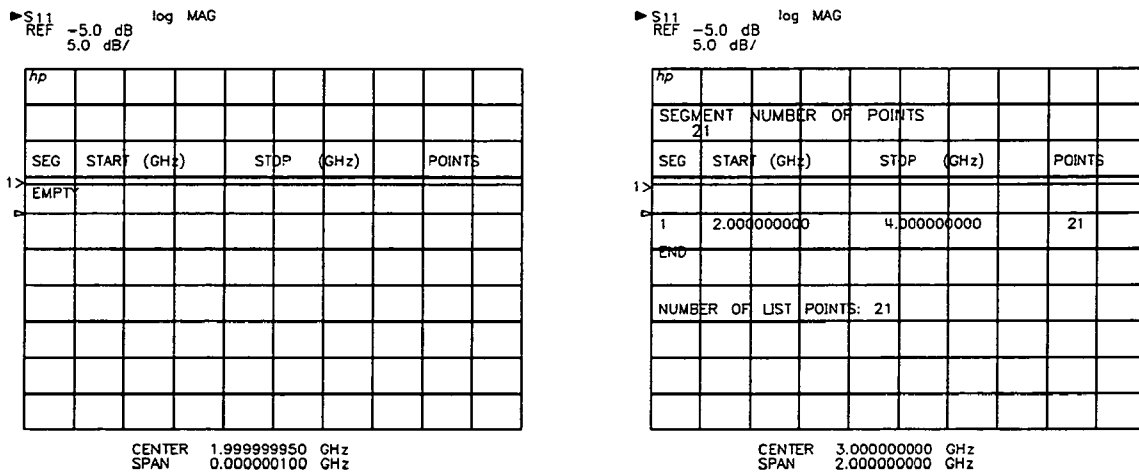 S11 log MAG
REF -5.0 dB
5.0 dB/
hp
SEG START (GHz) STOP (GHz) POINTS
1>
EMPTY
CENTER 1.999999950 GHz
SPAN 0.000000100 GHz
S11 log MAG
REF -5.0 dB
5.0 dB/
hp
SEGMENT NUMBER OF POINTS
21
SEG START (GHz) STOP (GHz) POINTS
1>
1 2.000000000 4.000000000 21
END
NUMBER OF LIST POINTS: 21
CENTER 3.000000000 GHz
SPAN 2.000000000 GHz